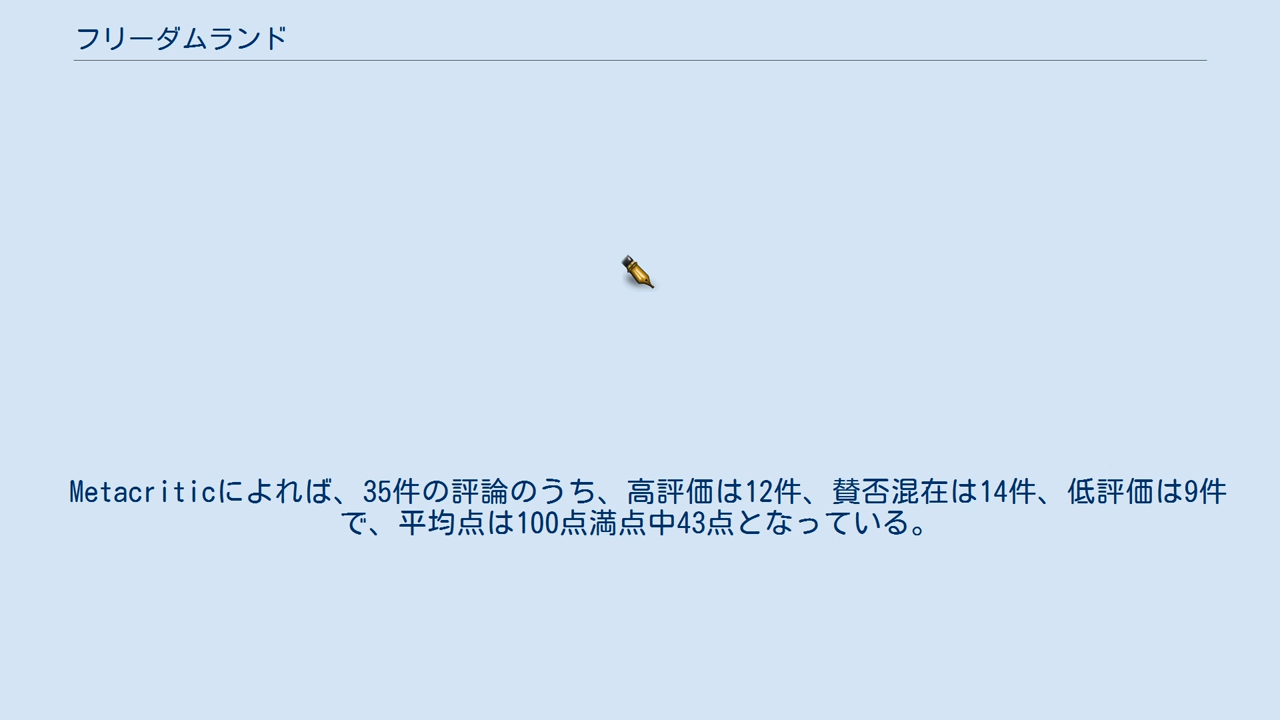 フリーダムランド
Metacriticによれば、35件の評論のうち、高評価は12件、賛否混在は14件、低評価は9件
で、平均点は100点満点中43点となっている。